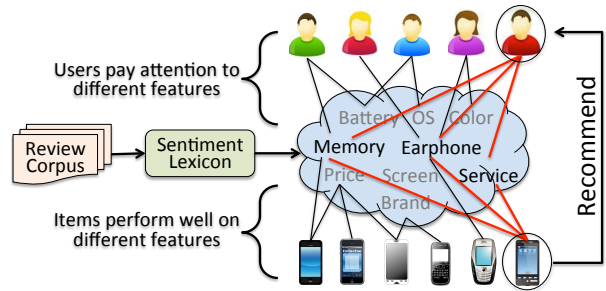 Users pay attention to
different features
Review
Corpus
Sentiment
Lexicon
Battery OS Color
Memory Earphone
Price Screen Service
Brand
Items perform well on
different features
Recommend